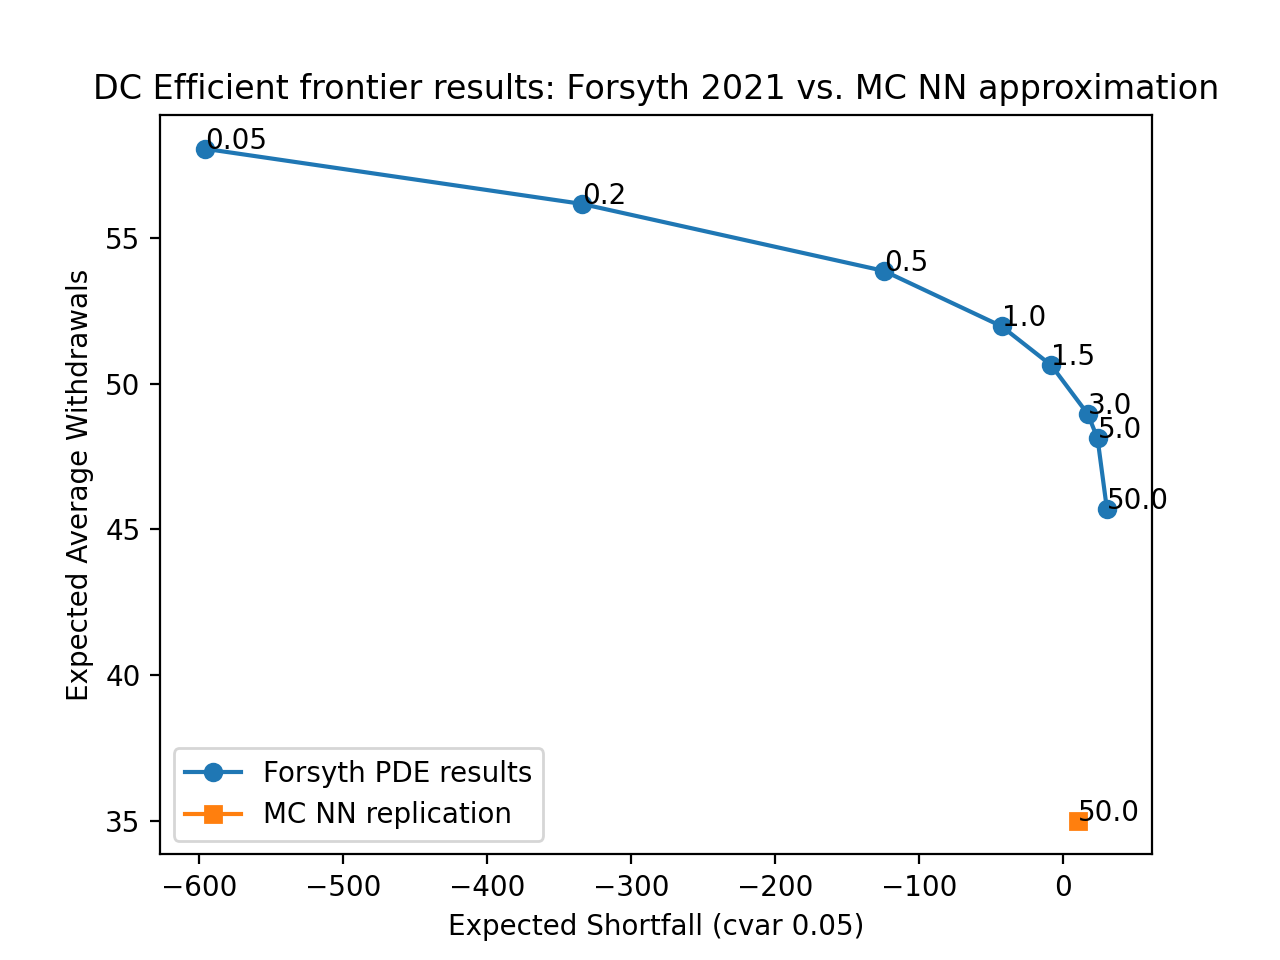 DC Efficient frontier results: Forsyth 2021 vs. MC NN approximation
0.05
0.2
0.5
1.0
1.5
3.0
5.0
50.0
50.0
55
50
45
40
35
Expected Average Withdrawals
Forsyth PDE results
MC NN replication
−600 −500 −400 −300 −200 −100 0
Expected Shortfall (cvar 0.05)